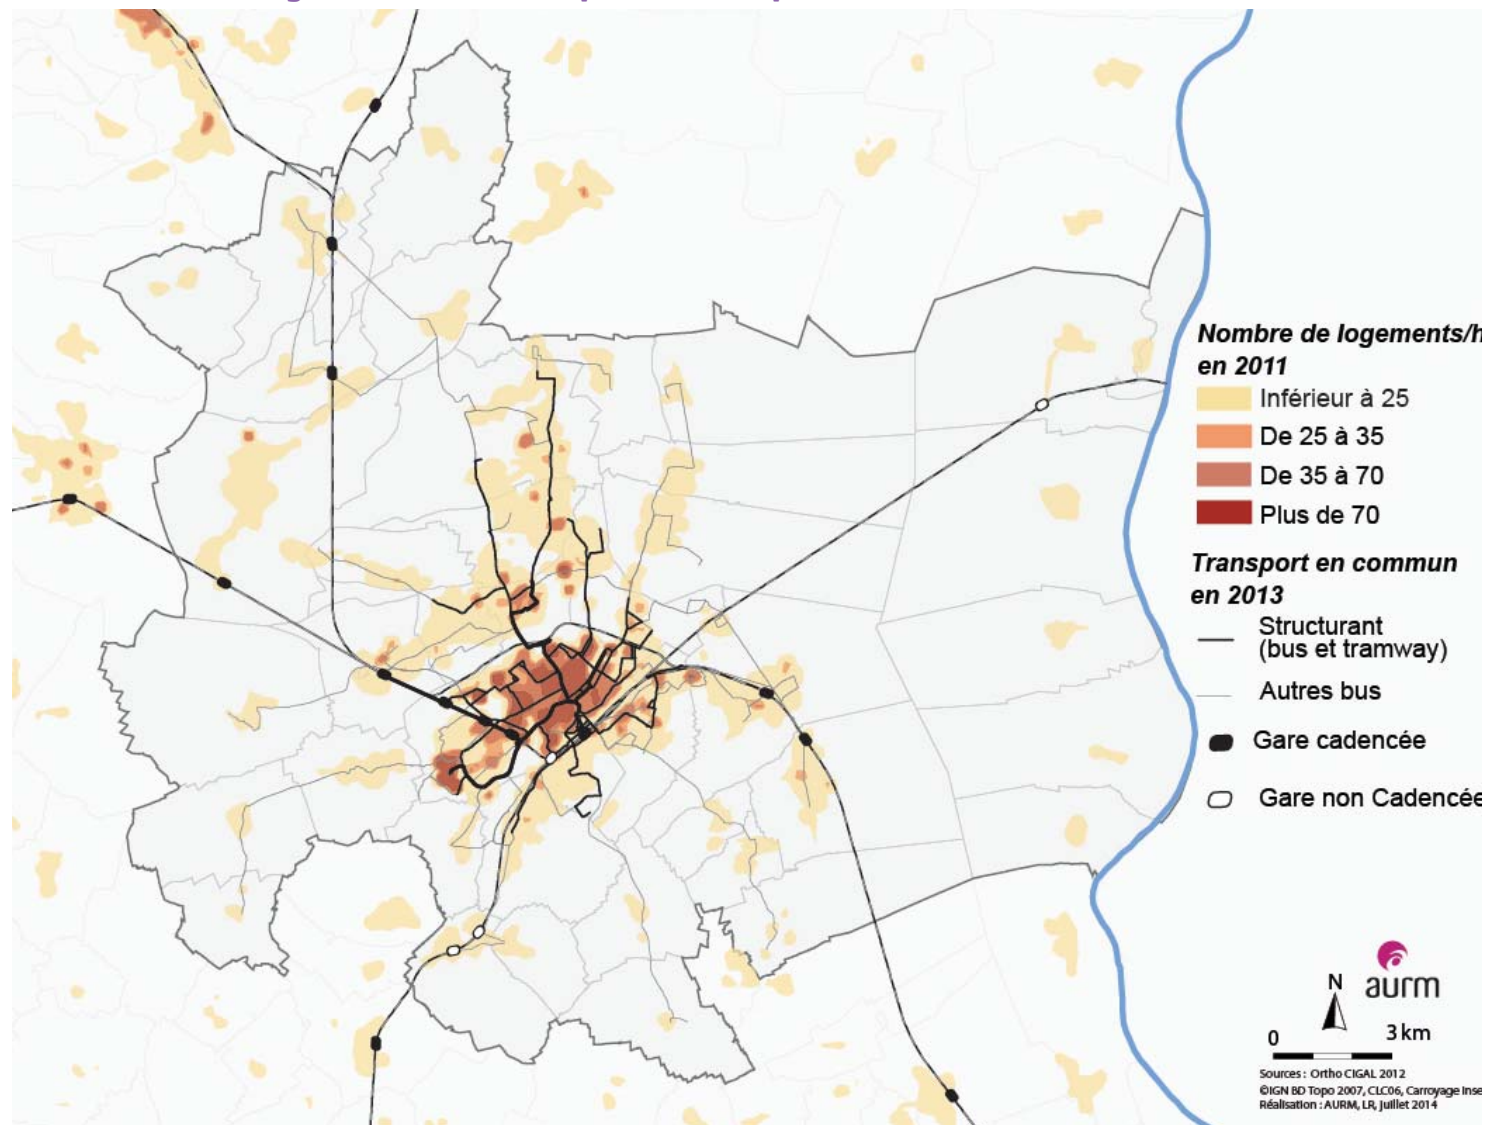 Nombre de logements/h
en 2011
Inférieur à 25
De 25 à 35
De 35 à 70
Plus de 70
Transport en commun
en 2013
Structurant
(bus et tramway)
Autres bus
Gare cadencée
Gare non Cadencée
N
aurm
0
3 km
Sources : Ortho CIGAL 2012
©IGN BD Topo 2007, CLC06, Carroyage Inse
Réalisation : AURM, LR, juillet 2014